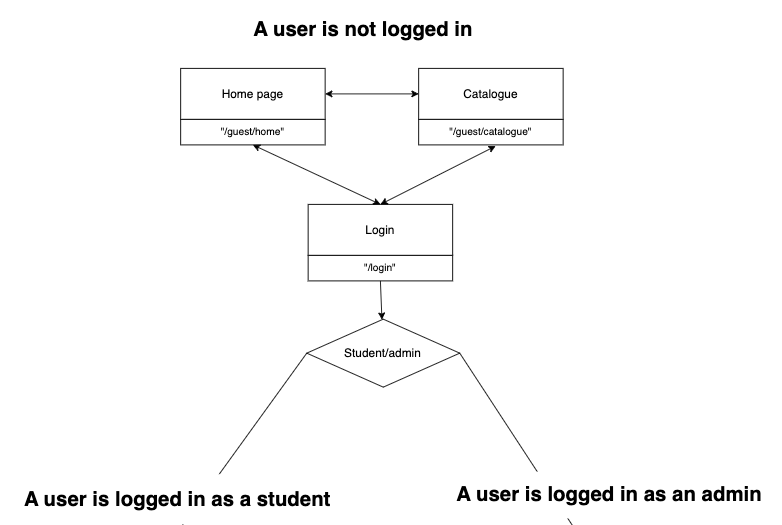 A user is not logged in
Home page
Catalogue
"/guest/home"
"/guest/catalogue"
Login
"/login"
Student/admin
A user is logged in as a student
A user is logged in as an admin